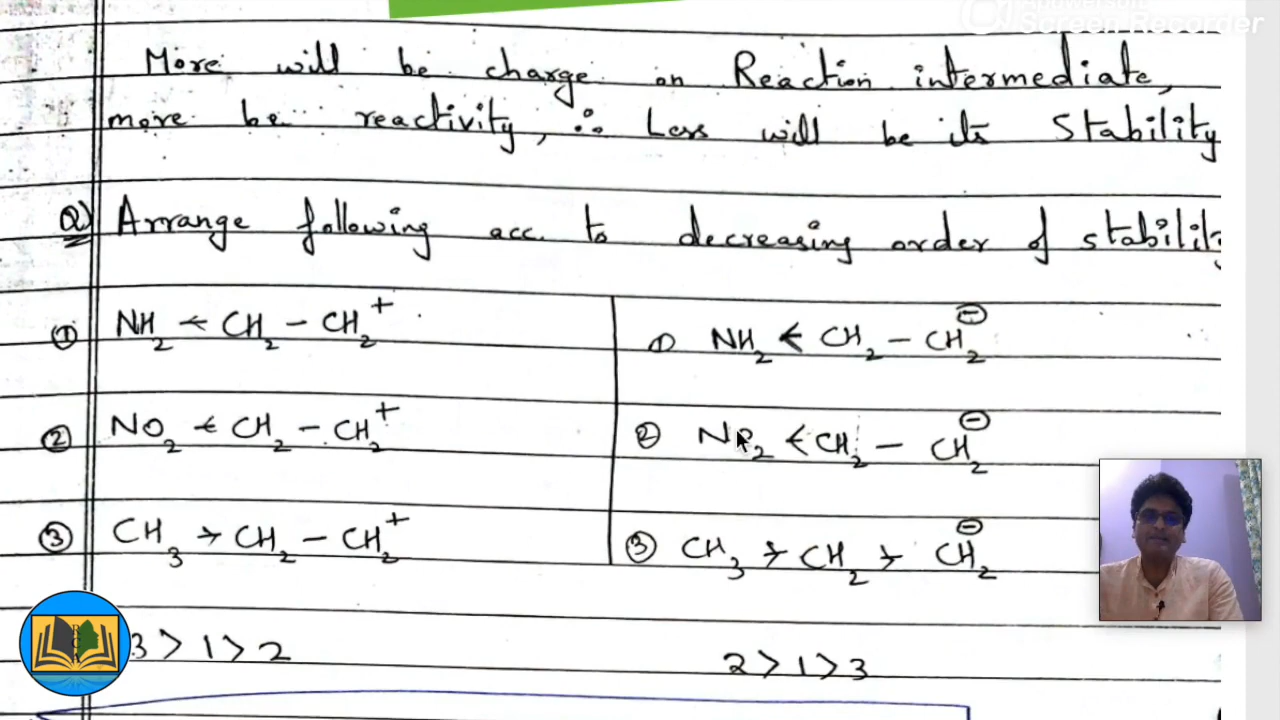 Screen Recorder
More will be charge on Reaction intermediate,
more be reactivity, ∴ Less will be its Stability
Q) Arrange following acc. to decreasing order of stability
① NH₂ ← CH₂ – CH₂⁺
② NO₂ ← CH₂ – CH₂⁺
③ CH₃ → CH₂ – CH₂⁺
3 > 1 > 2
① NH₂ ← CH₂ – CH₂⊖
② NO₂ ← CH₂ – CH₂⊖
③ CH₃ → CH₂ → CH₂⊖
2 > 1 > 3